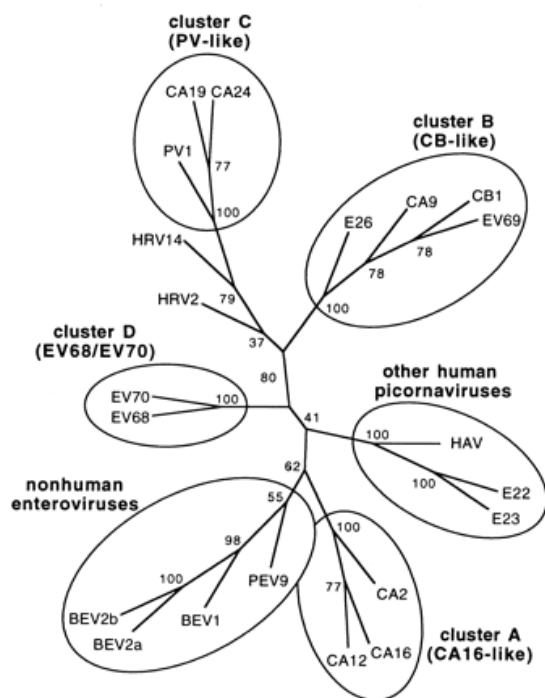 cluster C
(PV-like)
CA19 CA24
PV1
77
100
HRV14
79
HRV2
37
cluster B
(CB-like)
CB1
CA9
EV69
E26
78
78
100
cluster D
(EV68/EV70)
EV70
EV68
100
80
41
other human
picornaviruses
100
HAV
100
E22
E23
62
nonhuman
enteroviruses
55
98
100
PEV9
BEV1
BEV2b
BEV2a
100
77
CA2
CA16
CA12
cluster A
(CA16-like)